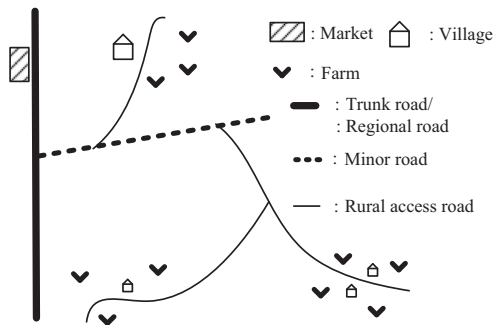 : Market
: Village
: Farm
: Trunk road/
: Regional road
: Minor road
: Rural access road